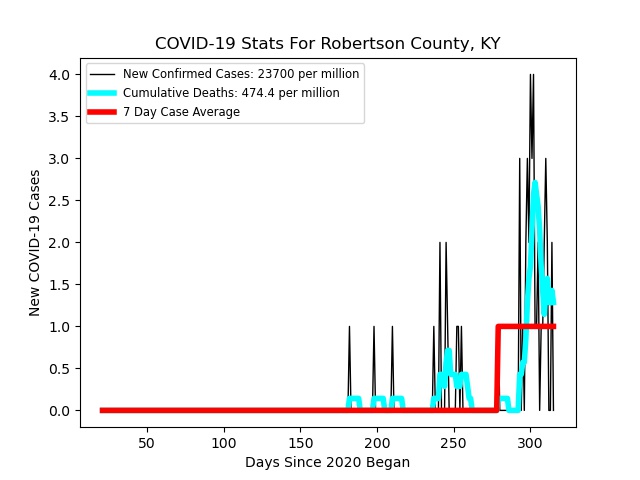 COVID-19 Stats For Robertson County, KY
New Confirmed Cases: 23700 per million
Cumulative Deaths: 474.4 per million
7 Day Case Average
New COVID-19 Cases
4.0
3.5
3.0
2.5
2.0
1.5
1.0
0.5
0.0
50
100
150
200
250
300
Days Since 2020 Began